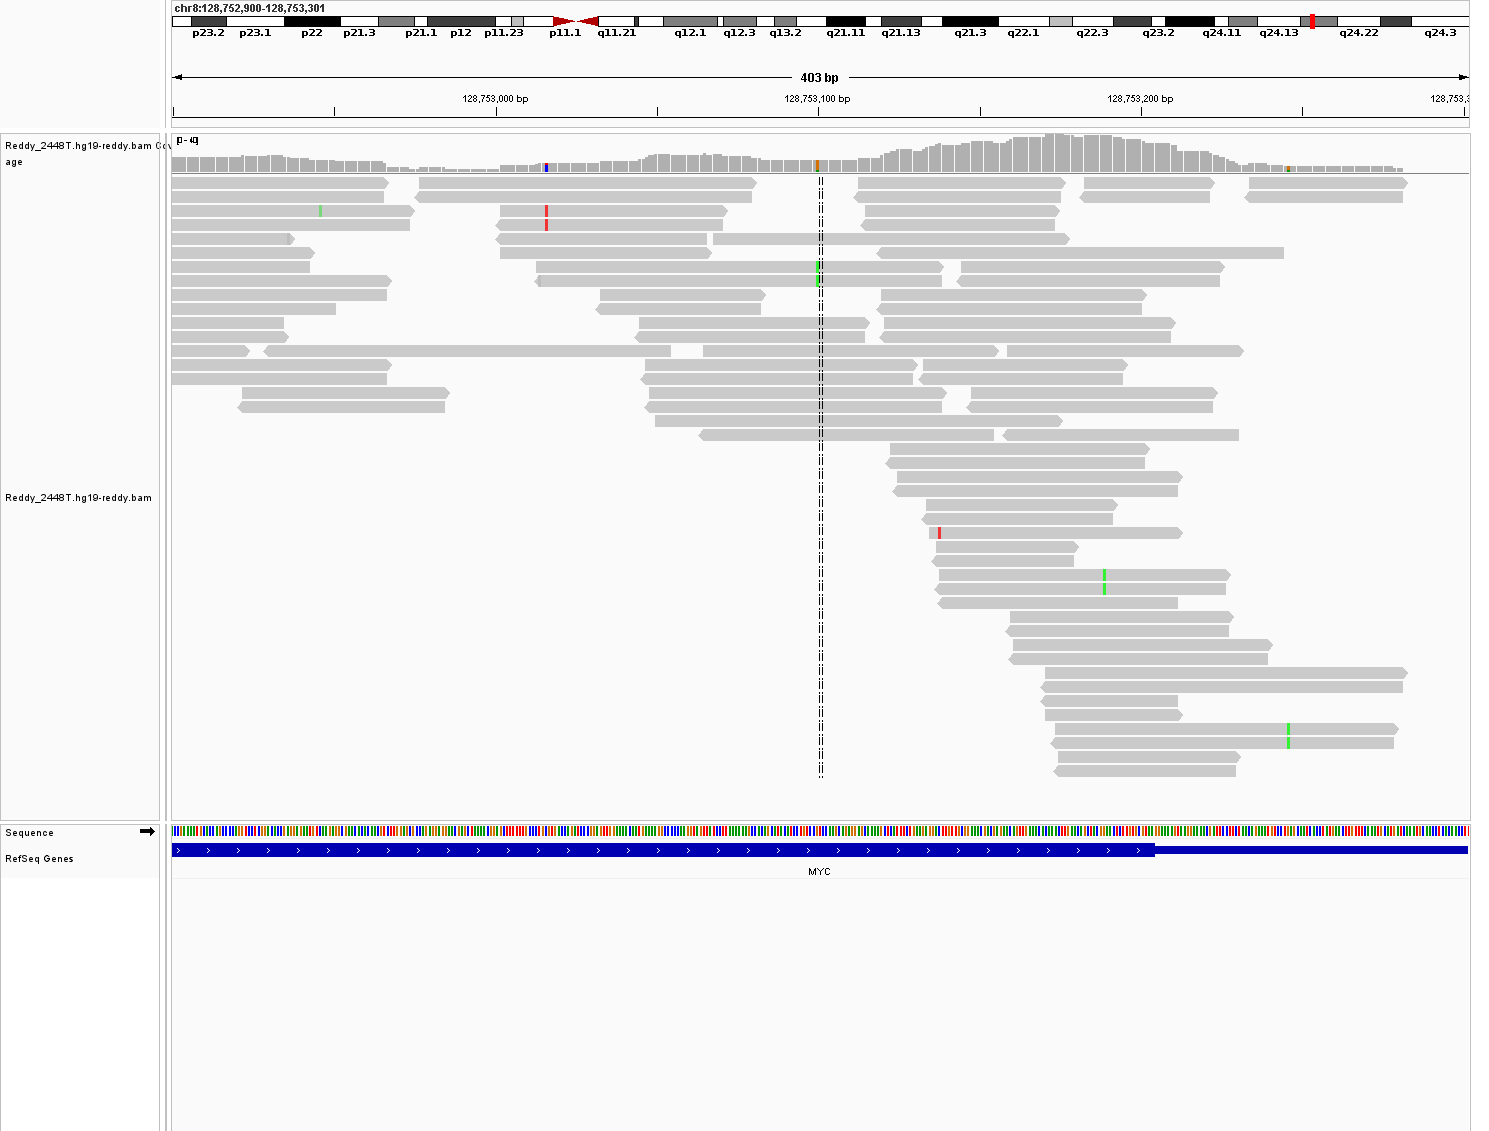 chr8:128,752,900-128,753,301
p23.2 p23.1 p22 p21.3 p21.1 p12 p11.23 p11.1 q11.21 q12.1 q12.3 q13.2 q21.11 q21.13 q21.3 q22.1 q22.3 q23.2 q24.11 q24.13 q24.22 q24.3
403 bp
128,753,000 bp 128,753,100 bp 128,753,200 bp 128,753,3
Reddy_2448T.hg19-reddy.bam Cov
age
Reddy_2448T.hg19-reddy.bam
Sequence
RefSeq Genes
MYC